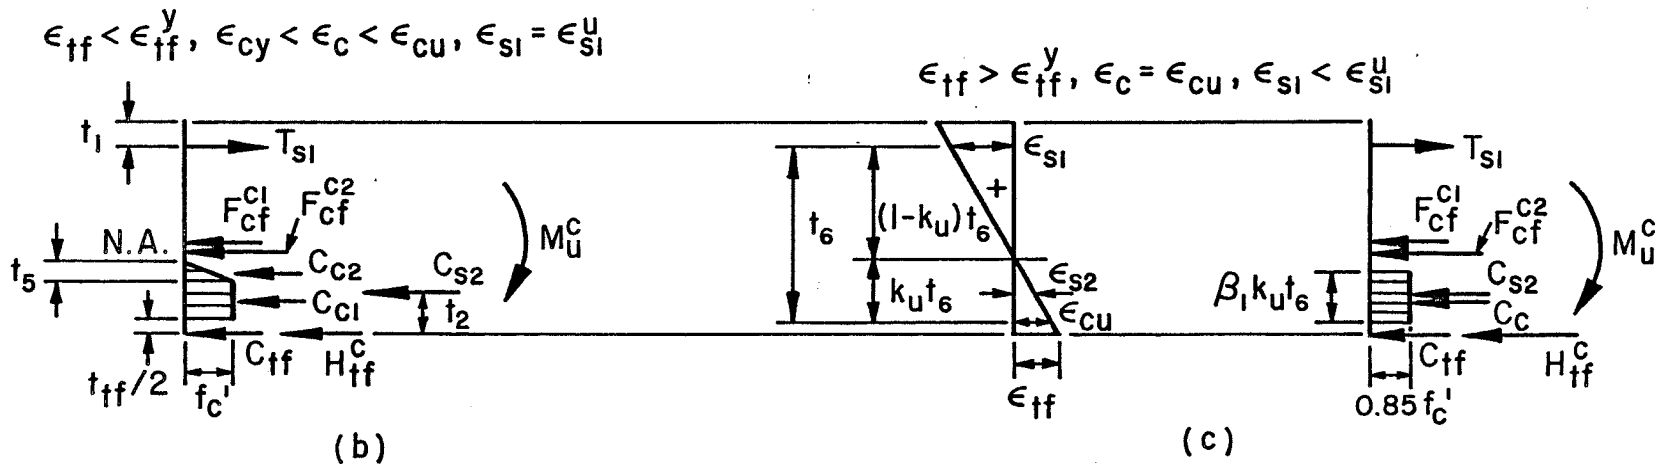 ϵ_tf < ϵ_tf^y, ϵ_cy < ϵ_c < ϵ_cu, ϵ_s1 = ϵ_s1^u
ϵ_tf > ϵ_tf^y, ϵ_c = ϵ_cu, ϵ_s1 < ϵ_s1^u
t_1
T_s1
F_cf^c1
F_cf^c2
N.A.
t_5
C_c2
C_c1
C_s2
t_2
M_u^c
C_tf
H_tf^c
t_tf/2
f_c'
(b)
ϵ_s1
+
t_6
(1-k_u)t_6
k_u t_6
ϵ_s2
ϵ_cu
ϵ_tf
T_s1
F_cf^c1
F_cf^c2
M_u^c
β_1 k_u t_6
C_s2
C_c
C_tf
H_tf^c
0.85 f_c'
(c)